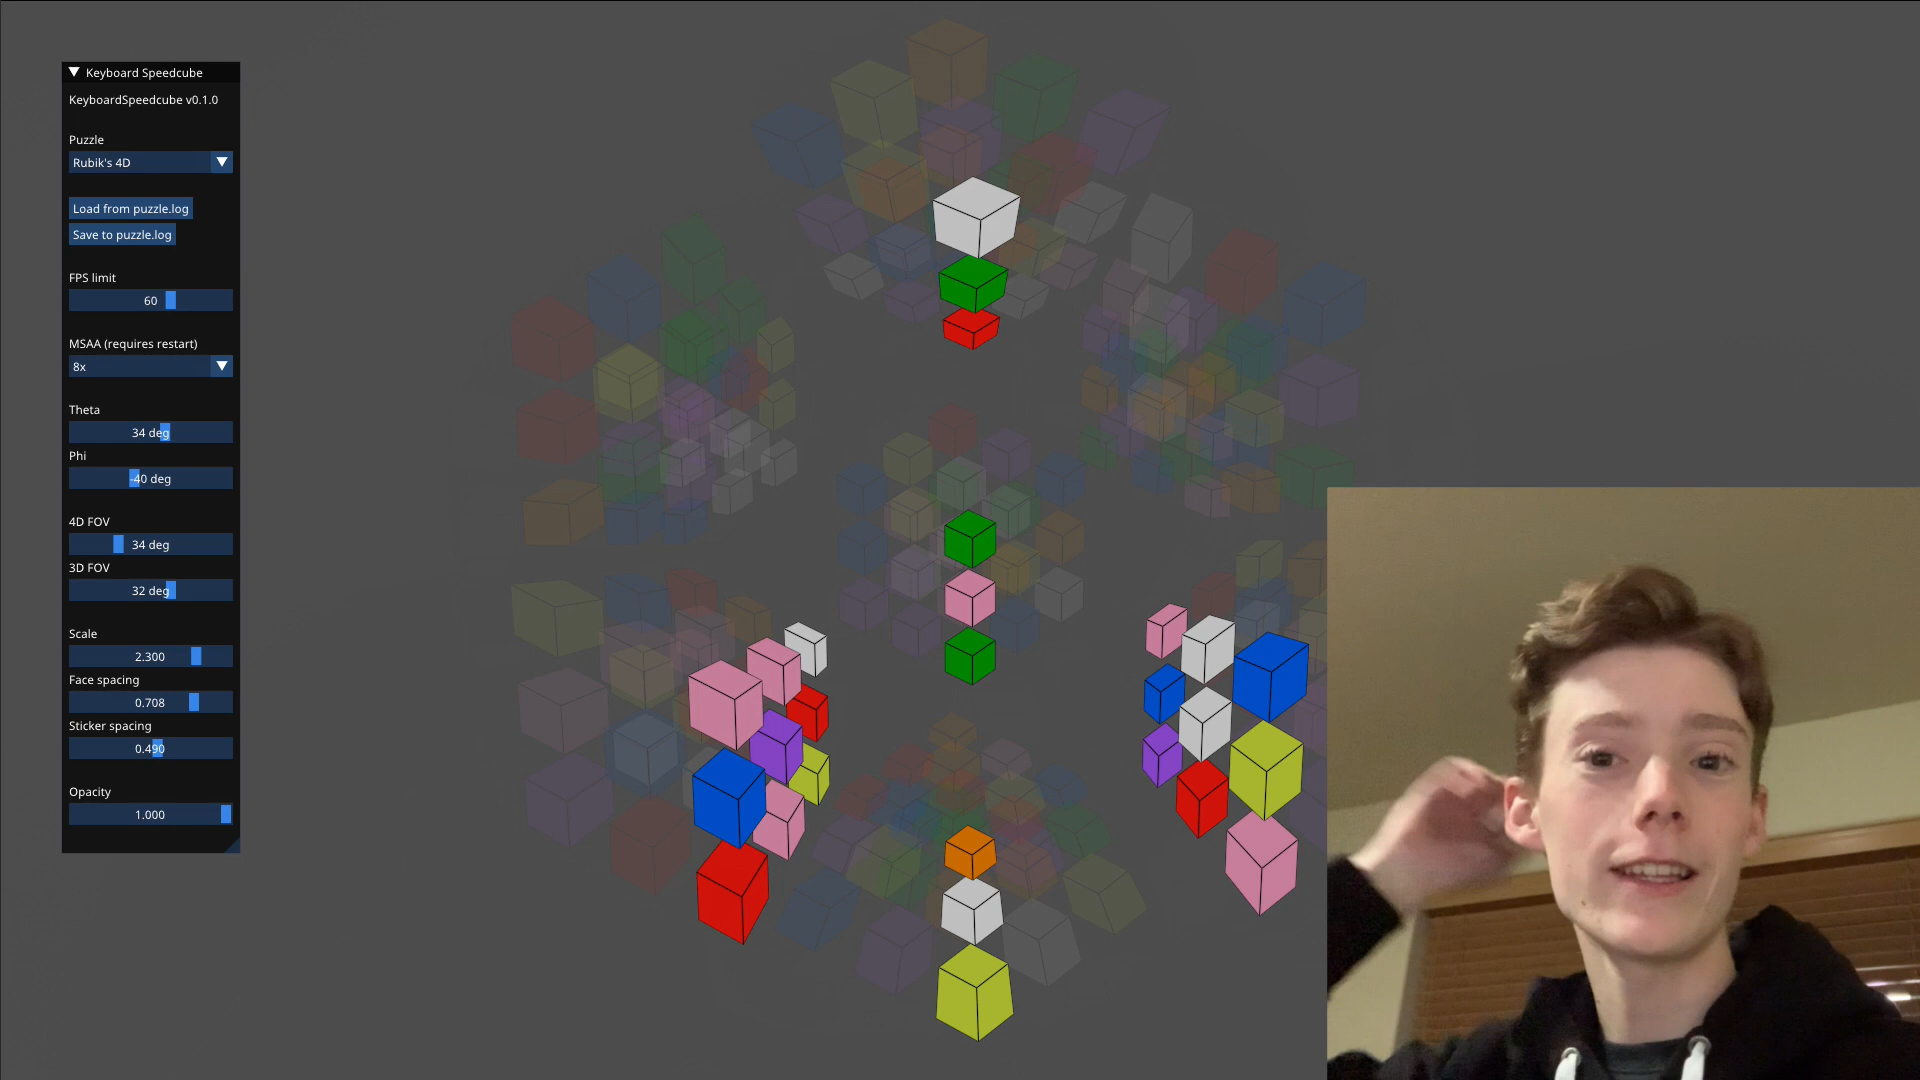 Keyboard Speedcube
KeyboardSpeedcube v0.1.0
Puzzle
Rubik's 4D
Load from puzzle.log
Save to puzzle.log
FPS limit
60
MSAA (requires restart)
8x
Theta
34 deg
Phi
-40 deg
4D FOV
34 deg
3D FOV
32 deg
Scale
2.300
Face spacing
0.708
Sticker spacing
0.490
Opacity
1.000